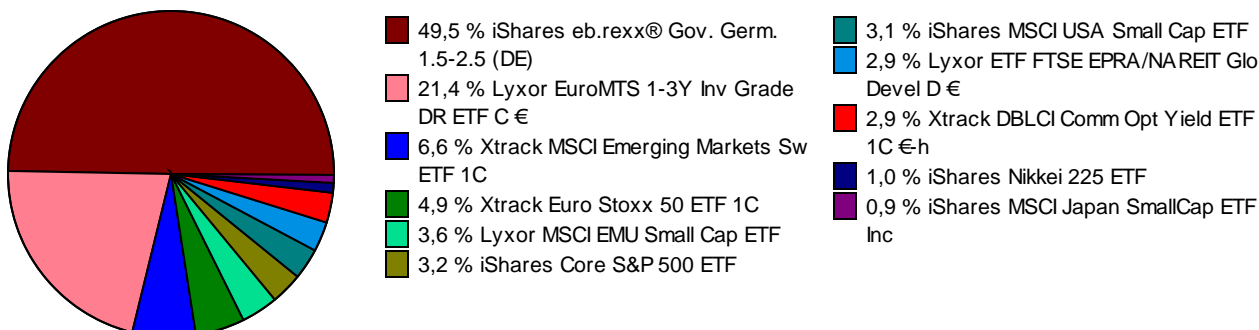 49,5 % iShares eb.rexx® Gov. Germ.
1.5-2.5 (DE)
21,4 % Lyxor EuroMTS 1-3Y Inv Grade
DR ETF C €
6,6 % Xtrack MSCI Emerging Markets Sw
ETF 1C
4,9 % Xtrack Euro Stoxx 50 ETF 1C
3,6 % Lyxor MSCI EMU Small Cap ETF
3,2 % iShares Core S&P 500 ETF
3,1 % iShares MSCI USA Small Cap ETF
2,9 % Lyxor ETF FTSE EPRA/NAREIT Glo
Devel D €
2,9 % Xtrack DBLCI Comm Opt Yield ETF
1C €-h
1,0 % iShares Nikkei 225 ETF
0,9 % iShares MSCI Japan SmallCap ETF
Inc